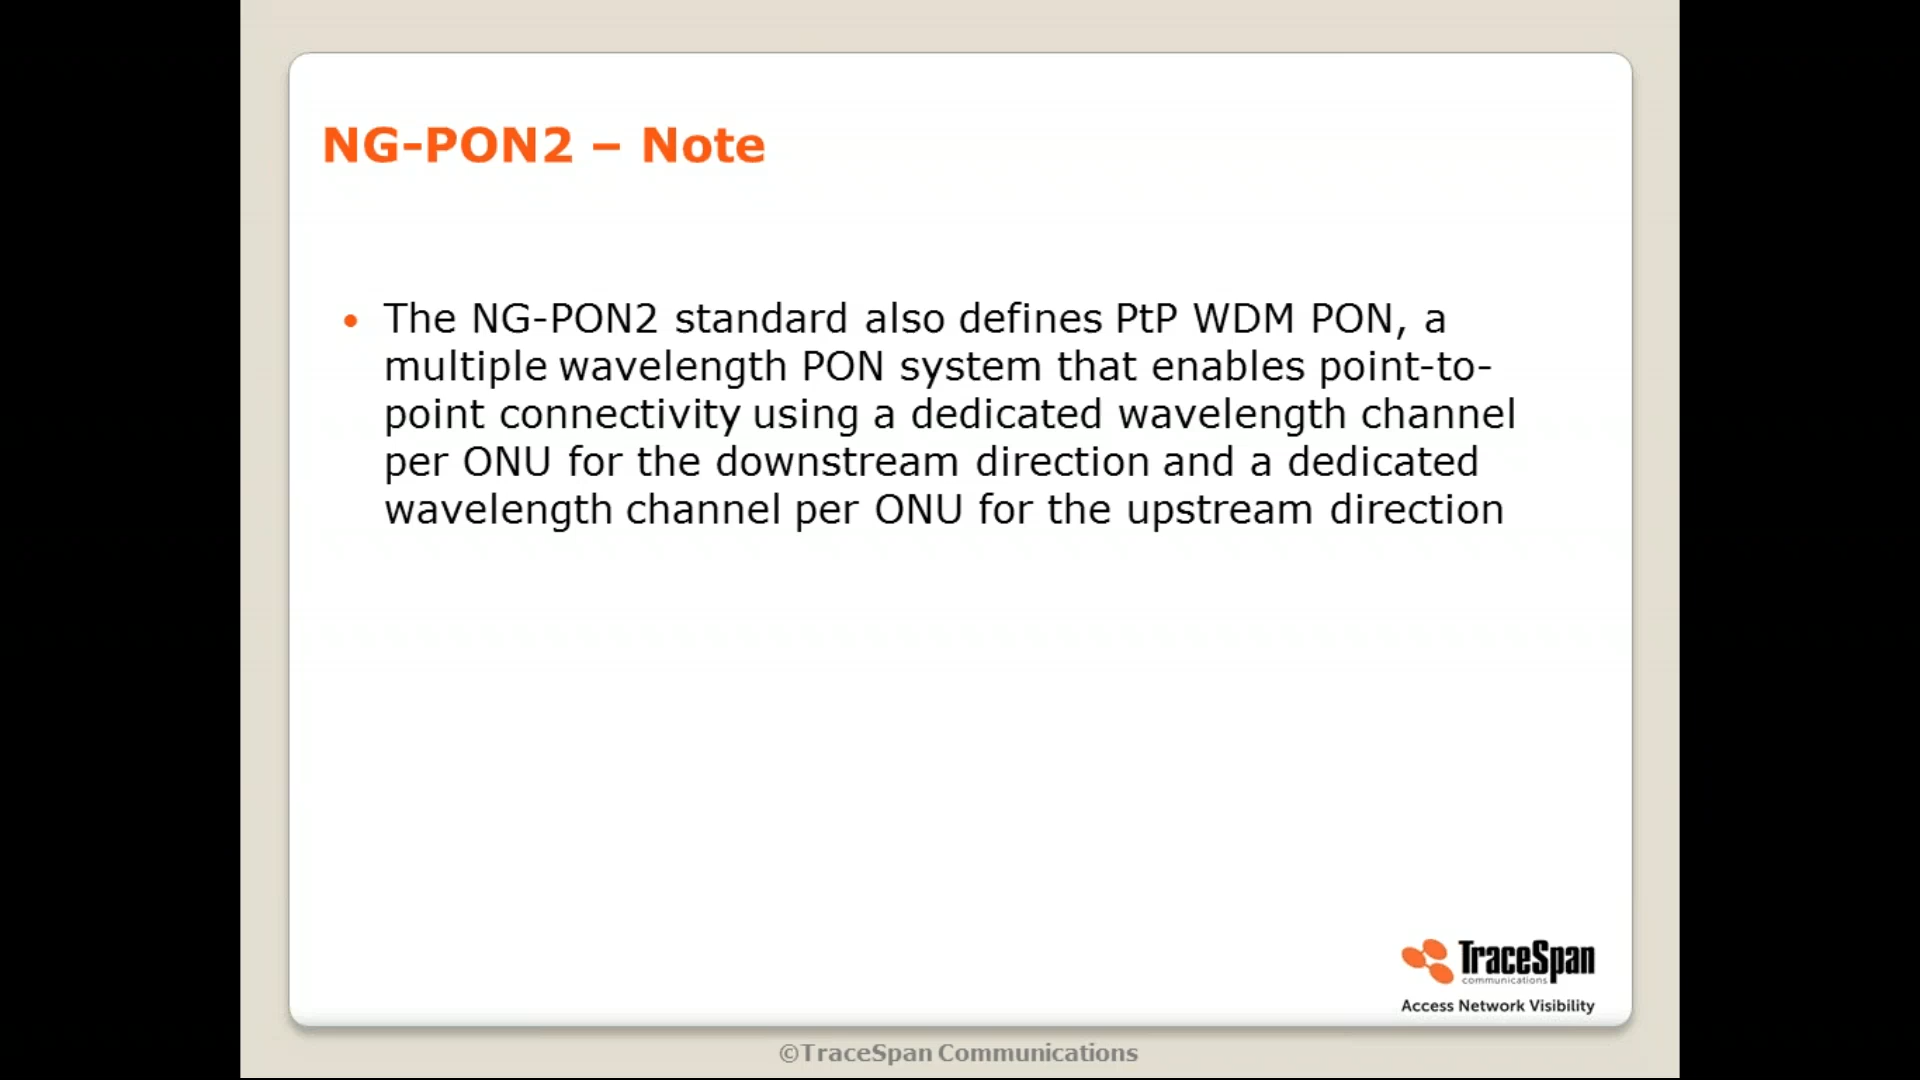 NG-PON2 – Note
• The NG-PON2 standard also defines PtP WDM PON, a
multiple wavelength PON system that enables point-to-
point connectivity using a dedicated wavelength channel
per ONU for the downstream direction and a dedicated
wavelength channel per ONU for the upstream direction
TraceSpan
communications
Access Network Visibility
©TraceSpan Communications